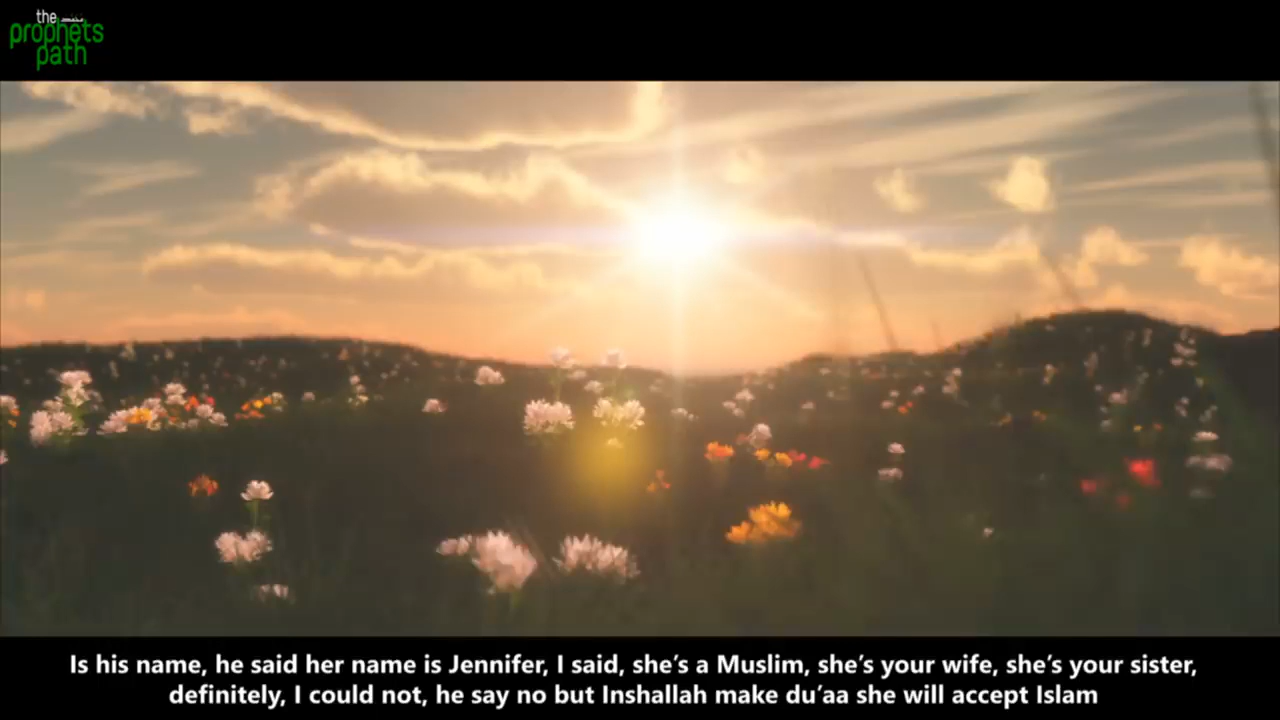 the
prophets
path
Is his name, he said her name is Jennifer, I said, she’s a Muslim, she’s your wife, she’s your sister,
definitely, I could not, he say no but Inshallah make du’aa she will accept Islam